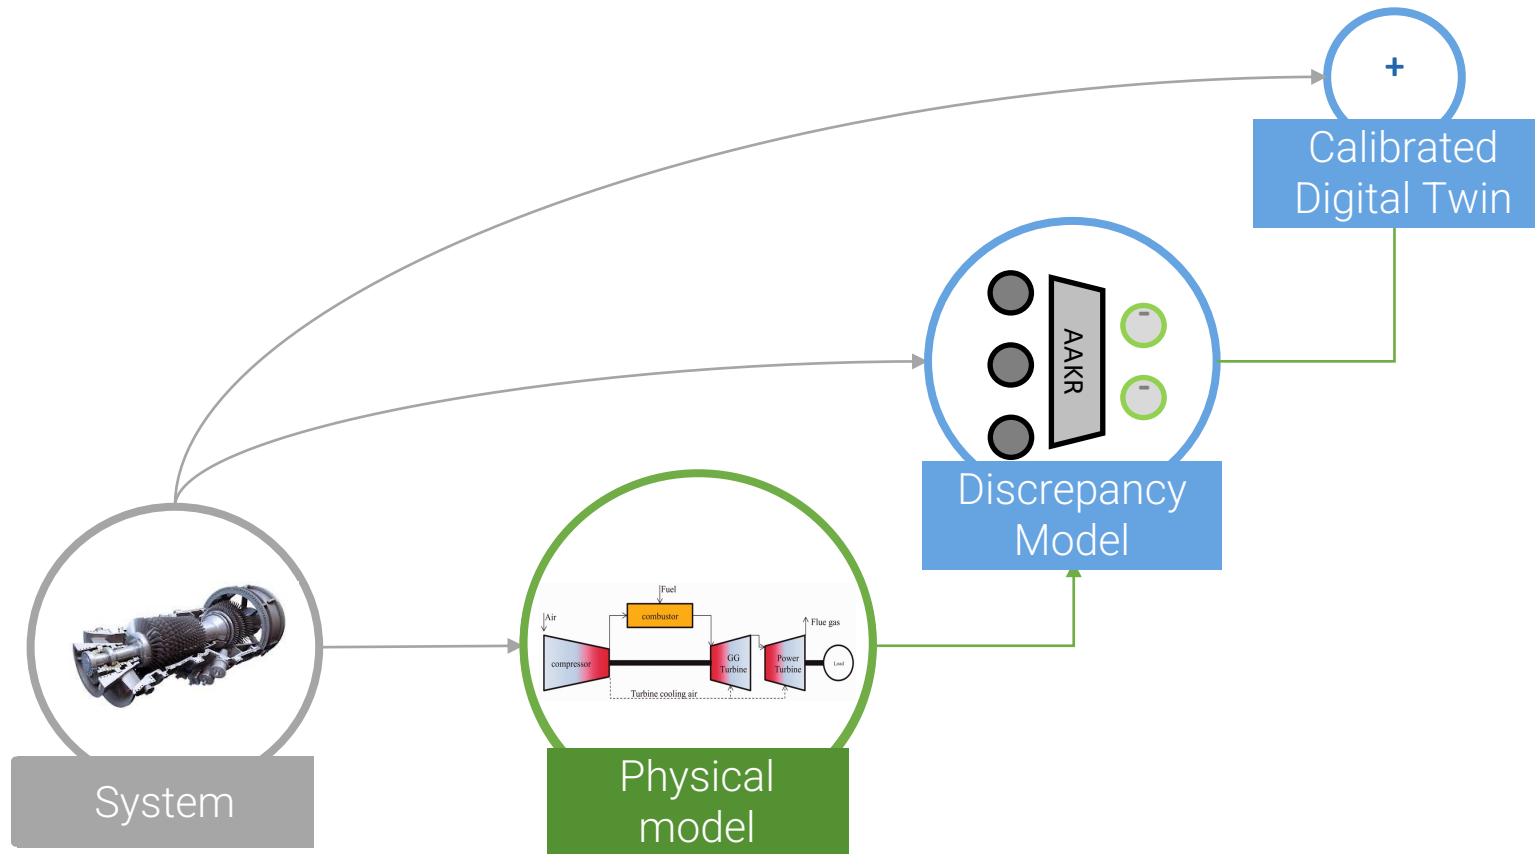 +
Calibrated
Digital Twin
AAKR
Discrepancy
Model
Fuel
Air
combustor
Flue gas
compressor
GG
Turbine
Power
Turbine
Load
Turbine cooling air
System
Physical
model